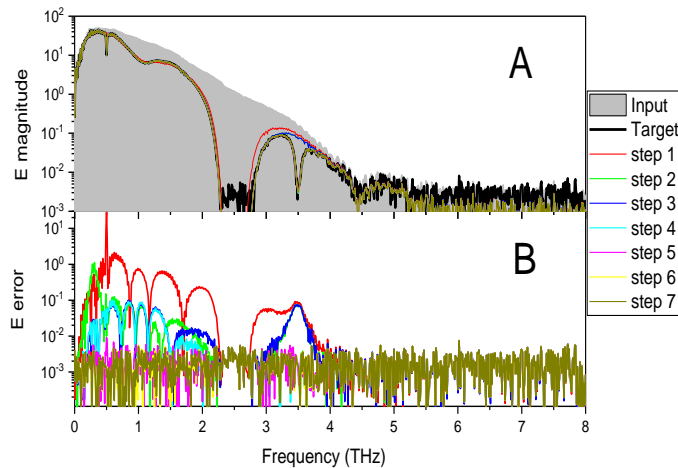 10²
10¹
10⁰
10⁻¹
10⁻²
10⁻³
E magnitude
A
10¹
10⁰
10⁻¹
10⁻²
10⁻³
E error
B
0 1 2 3 4 5 6 7 8
Frequency (THz)
Input
Target
step 1
step 2
step 3
step 4
step 5
step 6
step 7